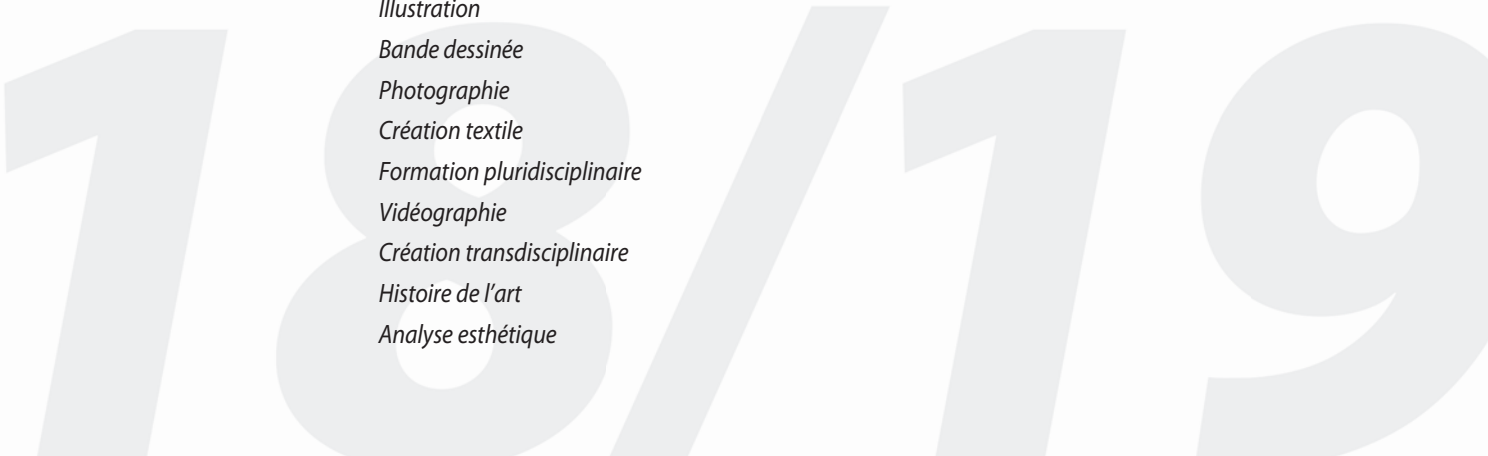 Illustration
Bande dessinée
Photographie
Création textile
Formation pluridisciplinaire
Vidéographie
Création transdisciplinaire
Histoire de l’art
Analyse esthétique
18/19